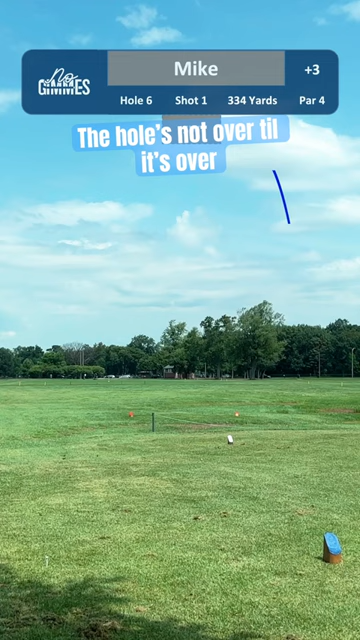 No
GIMMES
Mike
+3
Hole 6
Shot 1
334 Yards
Par 4
The hole's not over til
it's over